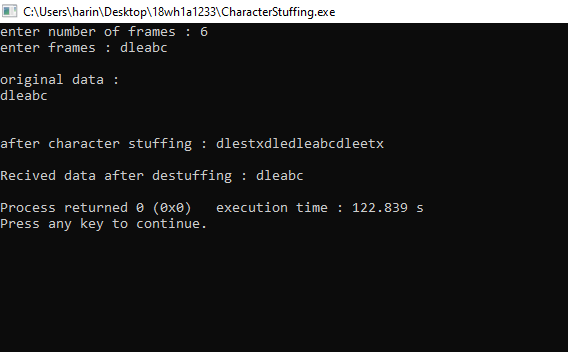 C:\Users\harin\Desktop\18wh1a1233\CharacterStuffing.exe
enter number of frames : 6
enter frames : dleabc
original data :
dleabc
after character stuffing : dlestxdledleabcdleetx
Recived data after destuffing : dleabc
Process returned 0 (0x0)   execution time : 122.839 s
Press any key to continue.